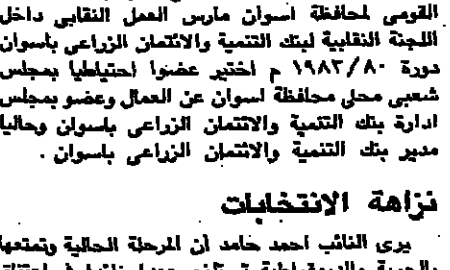 القومى لمحافظة اسوان مارس العمل النقابى داخل
اللجنة النقابية لبنك التنمية والائتمان الزراعى باسوان
دورة ١٩٨٣/٨٠ م اختير عضوا احتياطيا بمجلس
شعبى محلى محافظة اسوان عن العمال وعضو بمجلس
ادارة بنك التنمية والائتمان الزراعى باسوان وحاليا
مدير بنك التنمية والائتمان الزراعى باسوان .
نزاهة الانتخابات
يرى النائب احمد حامد أن المرحلة الحالية وتمتعها
بالحرية والديموقراطية